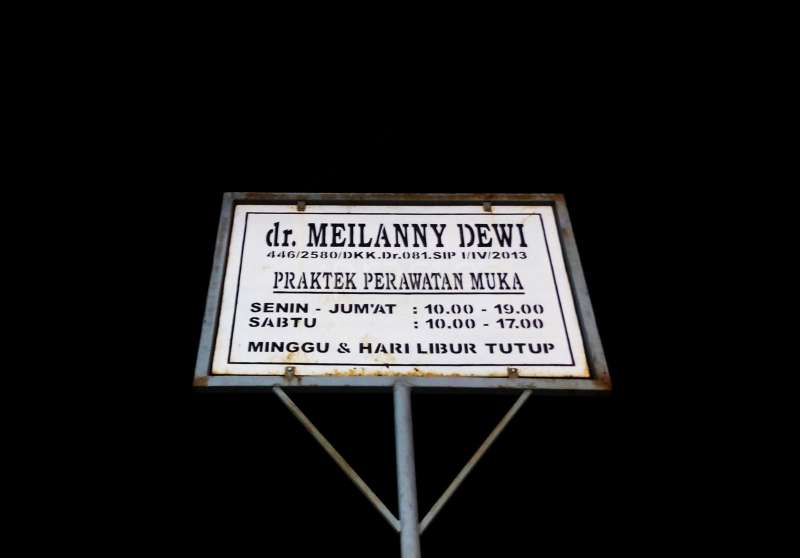 dr. MEILANNY DEWI
446/2580/DKK.Dr.081.SIP I/IV/2013
PRAKTEK PERAWATAN MUKA
SENIN - JUM'AT : 10.00 - 19.00
SABTU : 10.00 - 17.00
MINGGU & HARI LIBUR TUTUP